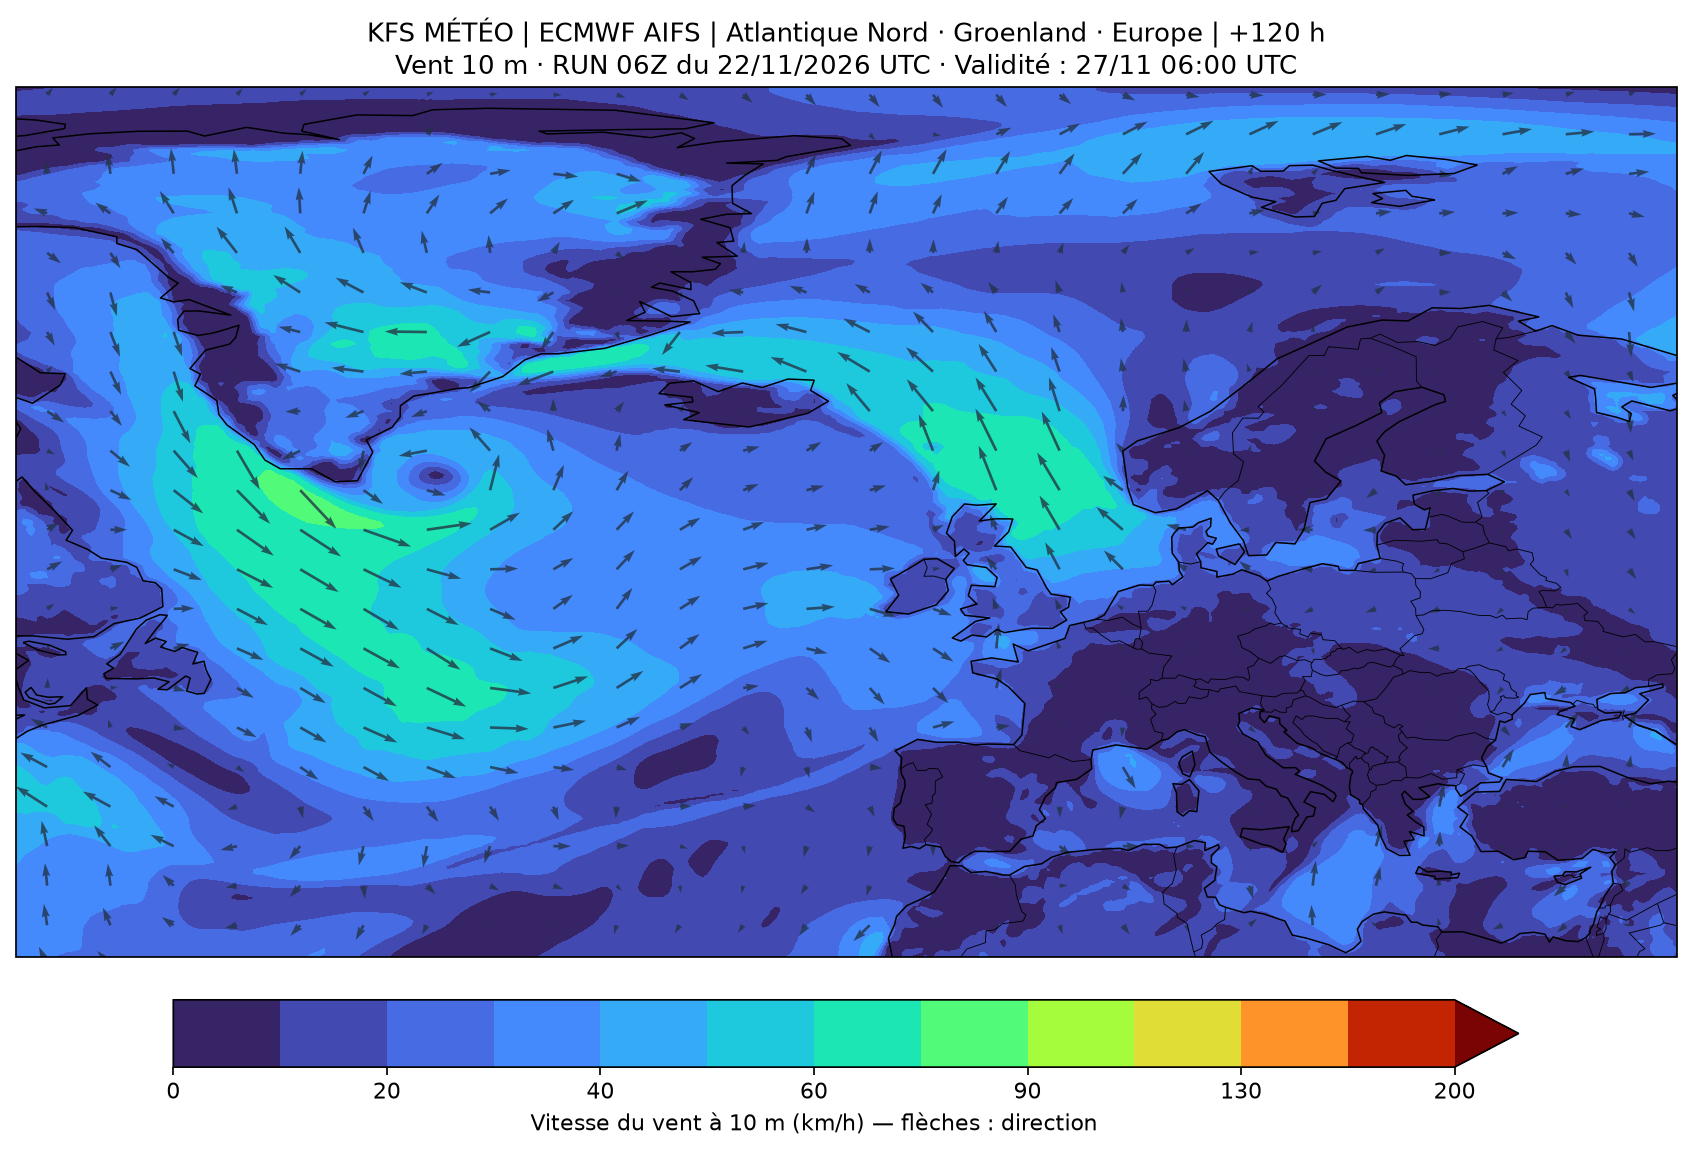 KFS MÉTÉO | ECMWF AIFS | Atlantique Nord · Groenland · Europe | +120 h
Vent 10 m · RUN 06Z du 22/11/2026 UTC · Validité : 27/11 06:00 UTC
0 20 40 60 90 130 200
Vitesse du vent à 10 m (km/h) — flèches : direction